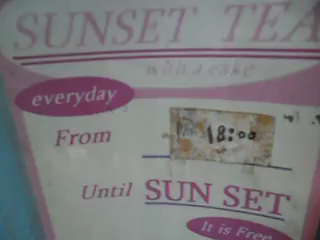 SUNSET TEA
with a cake
everyday
From
18:00
Until SUN SET
It is Free